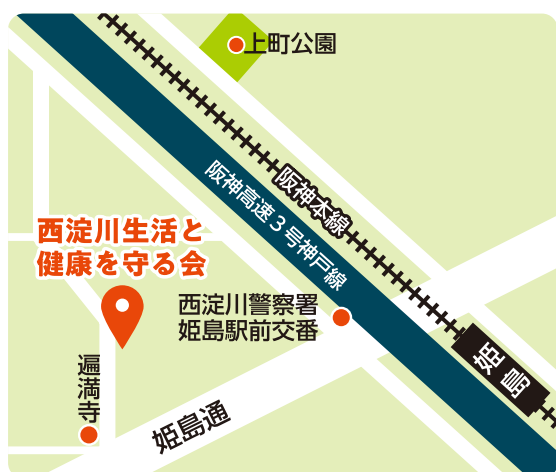 上町公園
阪神本線
阪神高速3号神戸線
西淀川生活と
健康を守る会
西淀川警察署
姫島駅前交番
姫島
遍満寺
姫島通